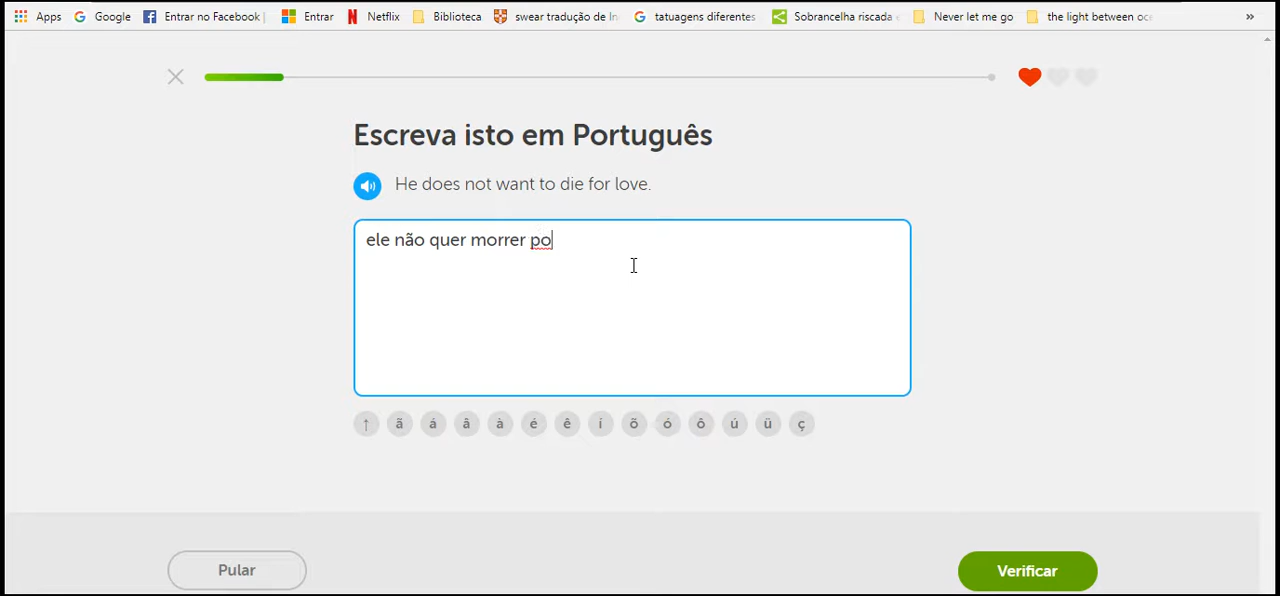 Apps Google Entrar no Facebook Entrar Netflix Biblioteca swear tradução de In tatuagens diferentes Sobrancelha riscada Never let me go the light between oce »
Escreva isto em Português
He does not want to die for love.
ele não quer morrer po
↑ ã á â à é ê í õ ó ô ú ü ç
Pular Verificar